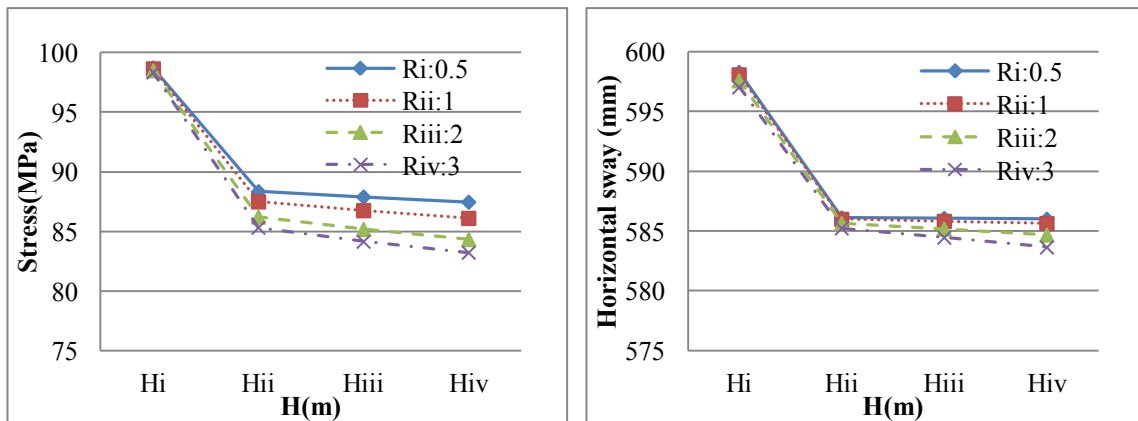 Stress(MPa)
100
95
90
85
80
75
Ri:0.5
Rii:1
Riii:2
Riv:3
Hi Hii Hiii Hiv
H(m)
Horizontal sway (mm)
600
595
590
585
580
575
Ri:0.5
Rii:1
Riii:2
Riv:3
Hi Hii Hiii Hiv
H(m)